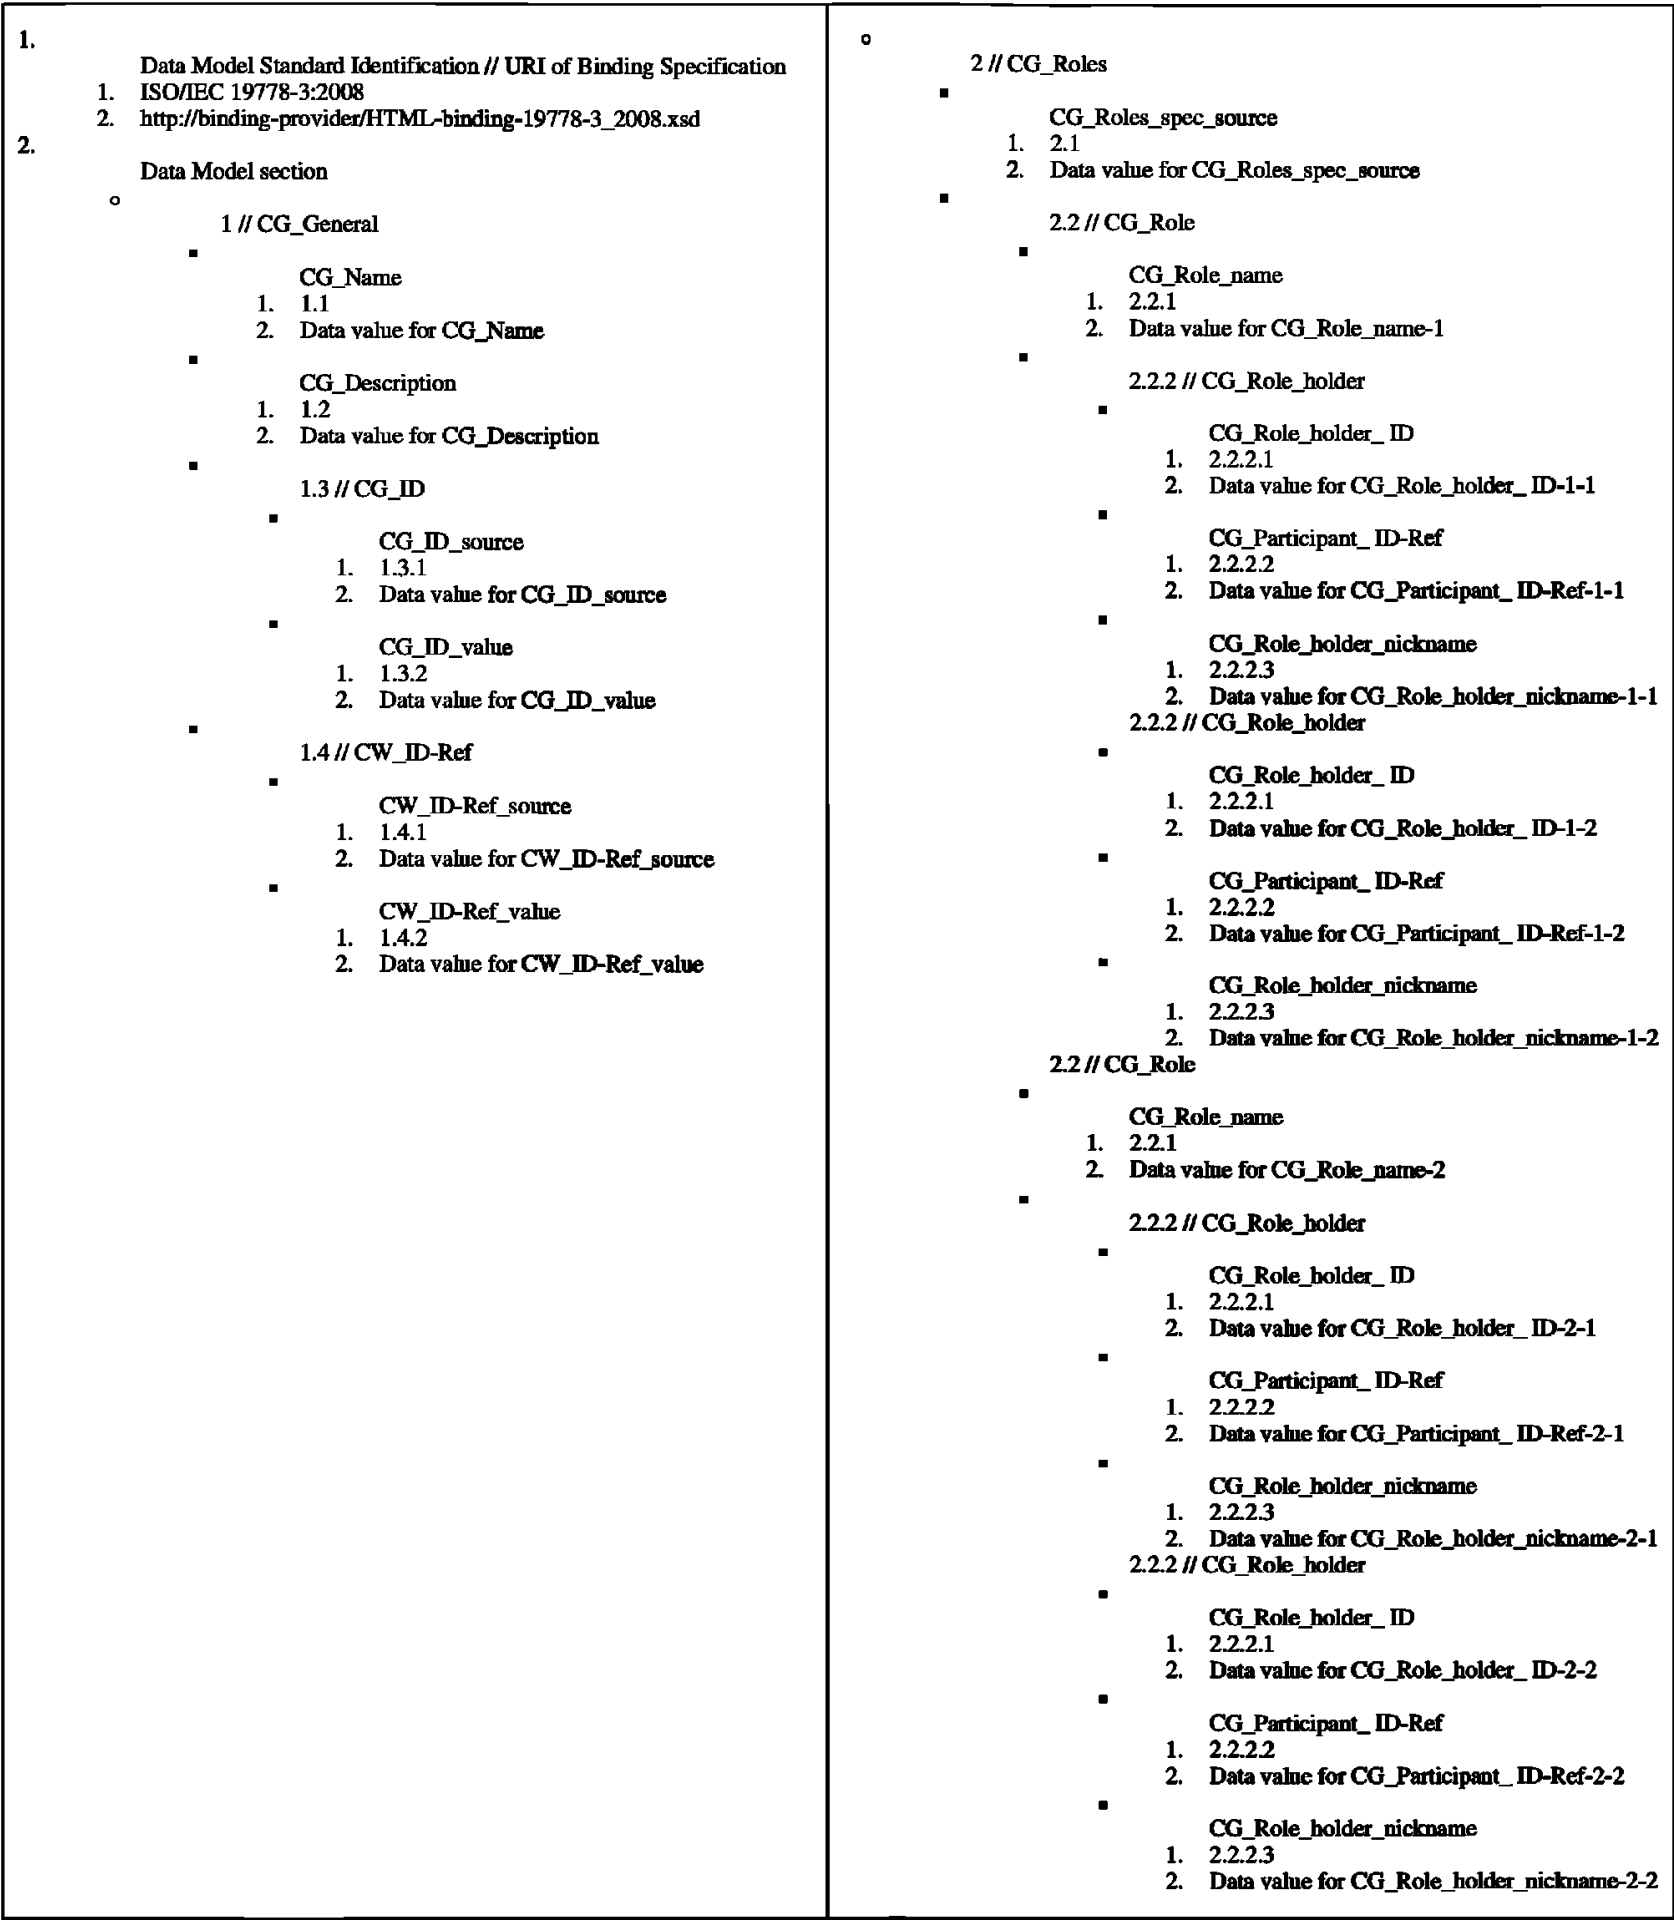 1.
Data Model Standard Identification // URI of Binding Specification
1. ISO/IEC 19778-3:2008
2. http://binding-provider/HTML-binding-19778-3_2008.xsd
2.
Data Model section
1 // CG_General
CG_Name
1. 1.1
2. Data value for CG_Name
CG_Description
1. 1.2
2. Data value for CG_Description
1.3 // CG_ID
CG_ID_source
1. 1.3.1
2. Data value for CG_ID_source
CG_ID_value
1. 1.3.2
2. Data value for CG_ID_value
1.4 // CW_ID-Ref
CW_ID-Ref_source
1. 1.4.1
2. Data value for CW_ID-Ref_source
CW_ID-Ref_value
1. 1.4.2
2. Data value for CW_ID-Ref_value
2 // CG_Roles
CG_Roles_spec_source
1. 2.1
2. Data value for CG_Roles_spec_source
2.2 // CG_Role
CG_Role_name
1. 2.2.1
2. Data value for CG_Role_name-1
2.2.2 // CG_Role_holder
CG_Role_holder_ ID
1. 2.2.2.1
2. Data value for CG_Role_holder_ ID-1-1
CG_Participant_ ID-Ref
1. 2.2.2.2
2. Data value for CG_Participant_ ID-Ref-1-1
CG_Role_holder_nickname
1. 2.2.2.3
2. Data value for CG_Role_holder_nickname-1-1
2.2.2 // CG_Role_holder
CG_Role_holder_ ID
1. 2.2.2.1
2. Data value for CG_Role_holder_ ID-1-2
CG_Participant_ ID-Ref
1. 2.2.2.2
2. Data value for CG_Participant_ ID-Ref-1-2
CG_Role_holder_nickname
1. 2.2.2.3
2. Data value for CG_Role_holder_nickname-1-2
2.2 // CG_Role
CG_Role_name
1. 2.2.1
2. Data value for CG_Role_name-2
2.2.2 // CG_Role_holder
CG_Role_holder_ ID
1. 2.2.2.1
2. Data value for CG_Role_holder_ ID-2-1
CG_Participant_ ID-Ref
1. 2.2.2.2
2. Data value for CG_Participant_ ID-Ref-2-1
CG_Role_holder_nickname
1. 2.2.2.3
2. Data value for CG_Role_holder_nickname-2-1
2.2.2 // CG_Role_holder
CG_Role_holder_ ID
1. 2.2.2.1
2. Data value for CG_Role_holder_ ID-2-2
CG_Participant_ ID-Ref
1. 2.2.2.2
2. Data value for CG_Participant_ ID-Ref-2-2
CG_Role_holder_nickname
1. 2.2.2.3
2. Data value for CG_Role_holder_nickname-2-2